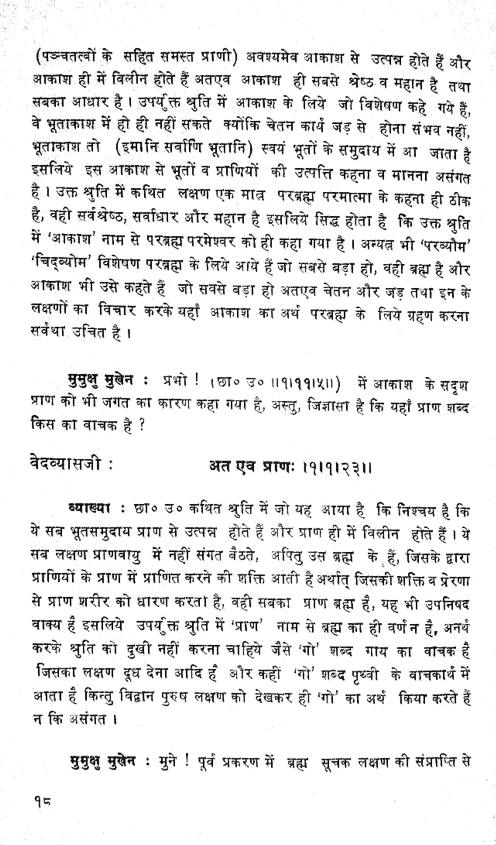 (पञ्चतत्वों के सहित समस्त प्राणी) अवश्यमेव आकाश से उत्पन्न होते हैं और
आकाश ही में विलीन होते हैं अतएव आकाश ही सबसे श्रेष्ठ व महान है तथा
सबका आधार है । उपर्युक्त श्रुति में आकाश के लिये जो विशेषण कहे गये हैं,
वे भूताकाश में हो ही नहीं सकते क्योंकि चेतन कार्य जड़ से होना संभव नहीं,
भूताकाश तो (इमानि सर्वाणि भूतानि) स्वयं भूतों के समुदाय में आ जाता है
इसलिये इस आकाश से भूतों व प्राणियों की उत्पत्ति कहना व मानना असंगत
है । उक्त श्रुति में कथित लक्षण एक मात्र परब्रह्म परमात्मा के कहना ही ठीक
है, वही सर्वश्रेष्ठ, सर्वाधार और महान है इसलिये सिद्ध होता है कि उक्त श्रुति
में 'आकाश' नाम से परब्रह्म परमेश्वर को ही कहा गया है । अन्यत्र भी 'परव्यौम'
'चिद्व्योम' विशेषण परब्रह्म के लिये आये हैं जो सबसे बड़ा हो, वही ब्रह्म है और
आकाश भी उसे कहते हैं जो सबसे बड़ा हो अतएव चेतन और जड़ तथा इन के
लक्षणों का विचार करके यहाँ आकाश का अर्थ परब्रह्म के लिये ग्रहण करना
सर्वथा उचित है ।
मुमुक्षु मुखेन : प्रभो ! (छा० उ० ॥१।११।५॥) में आकाश के सदृश
प्राण को भी जगत का कारण कहा गया है, अस्तु, जिज्ञासा है कि यहाँ प्राण शब्द
किस का वाचक है ?
वेदव्यासजी : अत एव प्राणः ।१।१।२३॥
व्याख्या : छा० उ० कथित श्रुति में जो यह आया है कि निश्चय है कि
ये सब भूतसमुदाय प्राण से उत्पन्न होते हैं और प्राण ही में विलीन होते हैं । ये
सब लक्षण प्राणवायु में नहीं संगत बैठते, अपितु उस ब्रह्म के हैं, जिसके द्वारा
प्राणियों के प्राण में प्राणित करने की शक्ति आती है अर्थात् जिसकी शक्ति व प्रेरणा
से प्राण शरीर को धारण करता है, वही सबका प्राण ब्रह्म है, यह भी उपनिषद
वाक्य है इसलिये उपर्युक्त श्रुति में 'प्राण' नाम से ब्रह्म का ही वर्णन है, अनर्थ
करके श्रुति को दुखी नहीं करना चाहिये जैसे 'गो' शब्द गाय का वाचक है
जिसका लक्षण दूध देना आदि है और कहीं 'गो' शब्द पृथ्वी के वाचकार्थ में
आता है किन्तु विद्वान पुरुष लक्षण को देखकर ही 'गो' का अर्थ किया करते हैं
न कि असंगत ।
मुमुक्षु मुखेन : मुने ! पूर्व प्रकरण में ब्रह्म सूचक लक्षण की संप्राप्ति से
१८